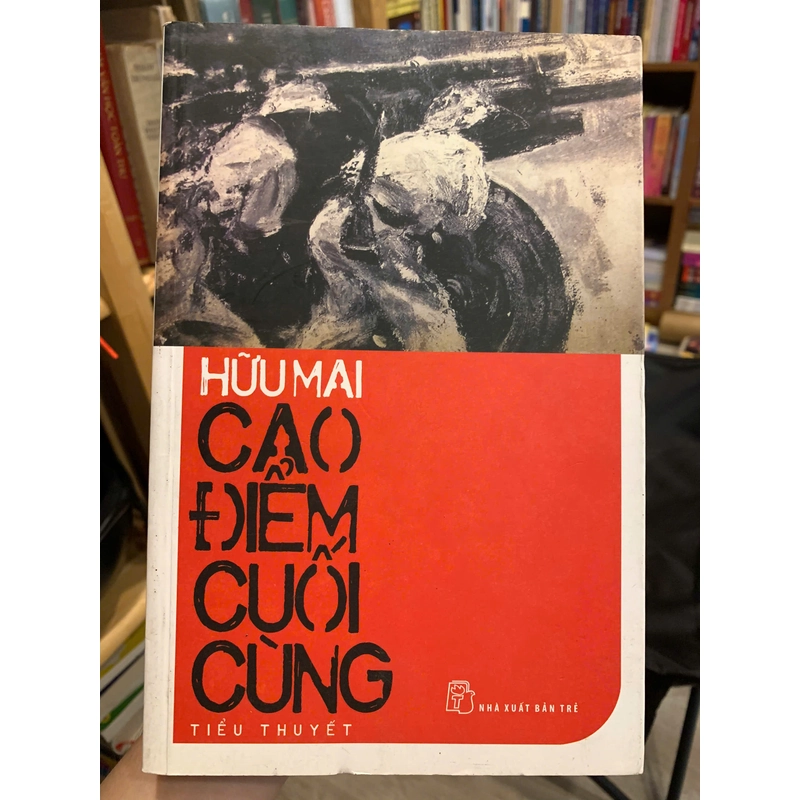 HỮU MAI
CAO
ĐIỂM
CUỐI
CÙNG
TIỂU THUYẾT
NHÀ XUẤT BẢN TRẺ